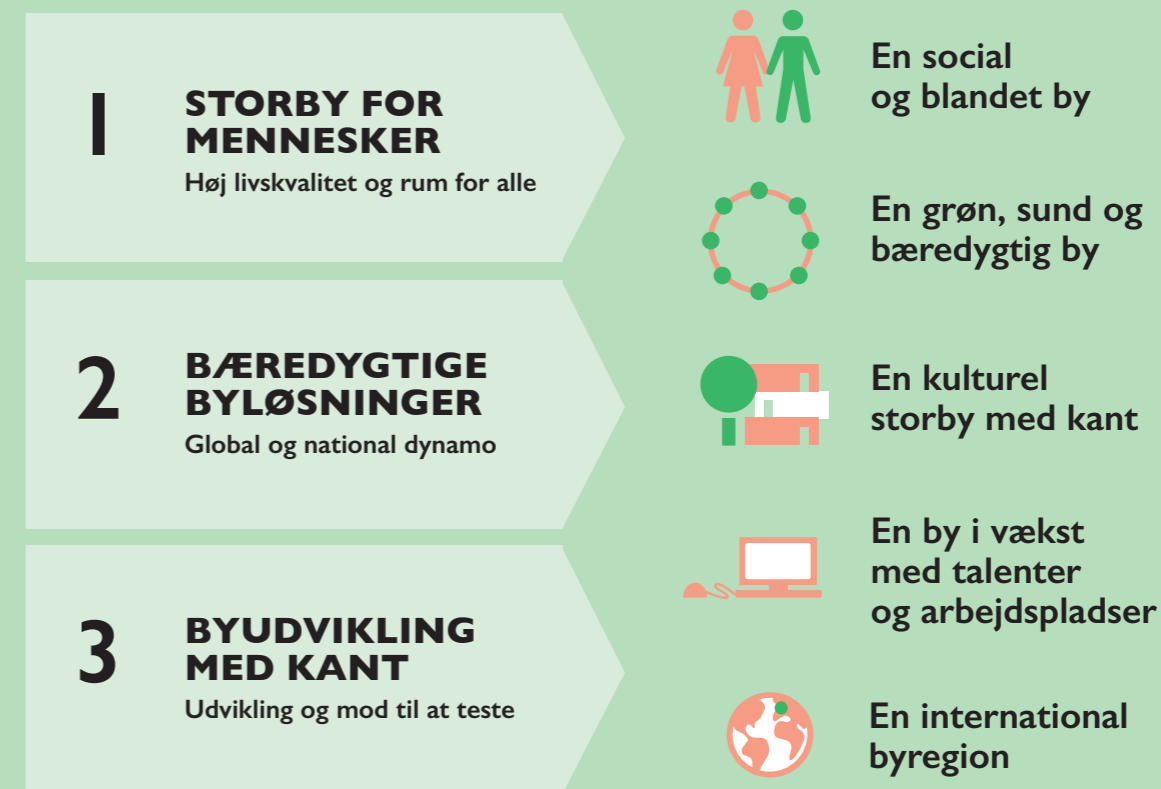 1
STORBY FOR
MENNESKER
Høj livskvalitet og rum for alle
2
BÆREDYGTIGE
BYLØSNINGER
Global og national dynamo
3
BYUDVIKLING
MED KANT
Udvikling og mod til at teste
En social
og blandet by
En grøn, sund og
bæredygtig by
En kulturel
storby med kant
En by i vækst
med talenter
og arbejdspladser
En international
byregion